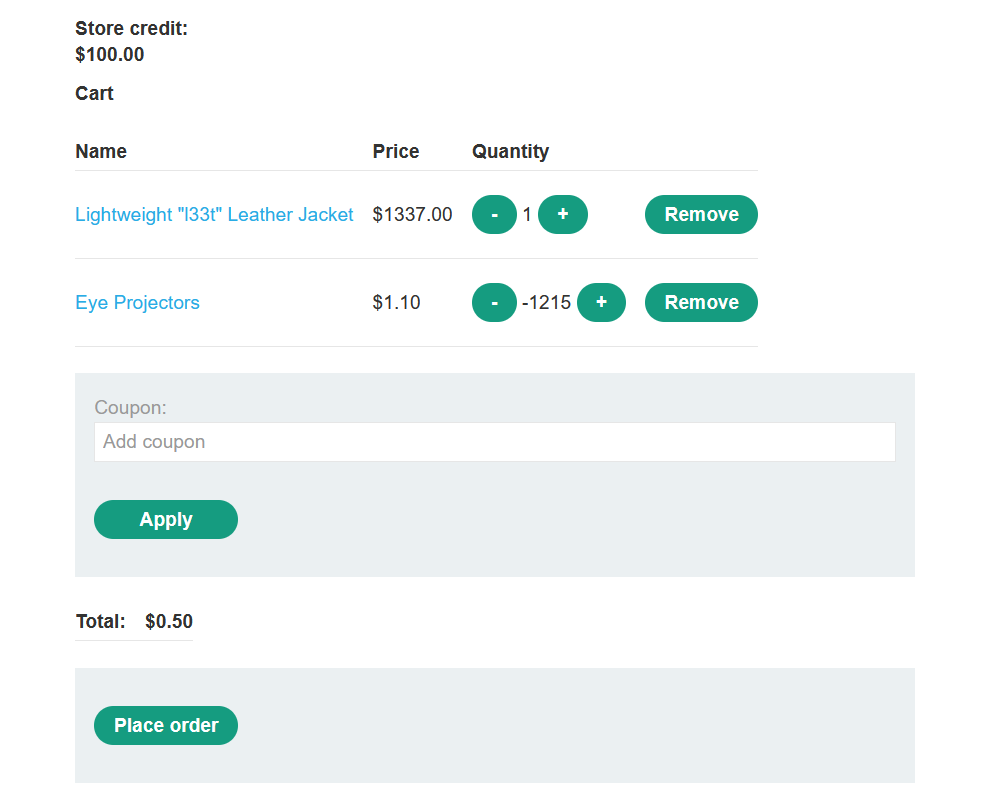 Store credit:
$100.00
Cart
Name Price Quantity
Lightweight "l33t" Leather Jacket $1337.00 - 1 + Remove
Eye Projectors $1.10 - -1215 + Remove
Coupon:
Add coupon
Apply
Total: $0.50
Place order